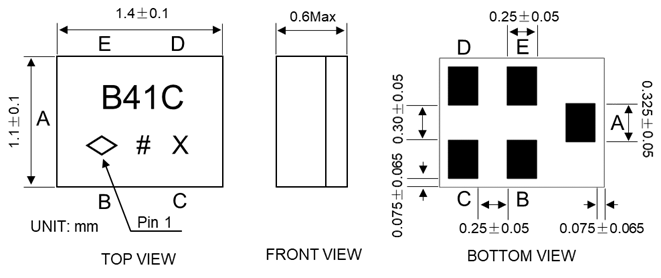 1.4±0.1
0.6Max
0.25±0.05
E D
D E
B41C
A
1.1±0.1
# X
0.30±0.05
A
0.325±0.05
0.075±0.065
B C
C B
UNIT: mm
Pin 1
0.25±0.05
0.075±0.065
TOP VIEW
FRONT VIEW
BOTTOM VIEW